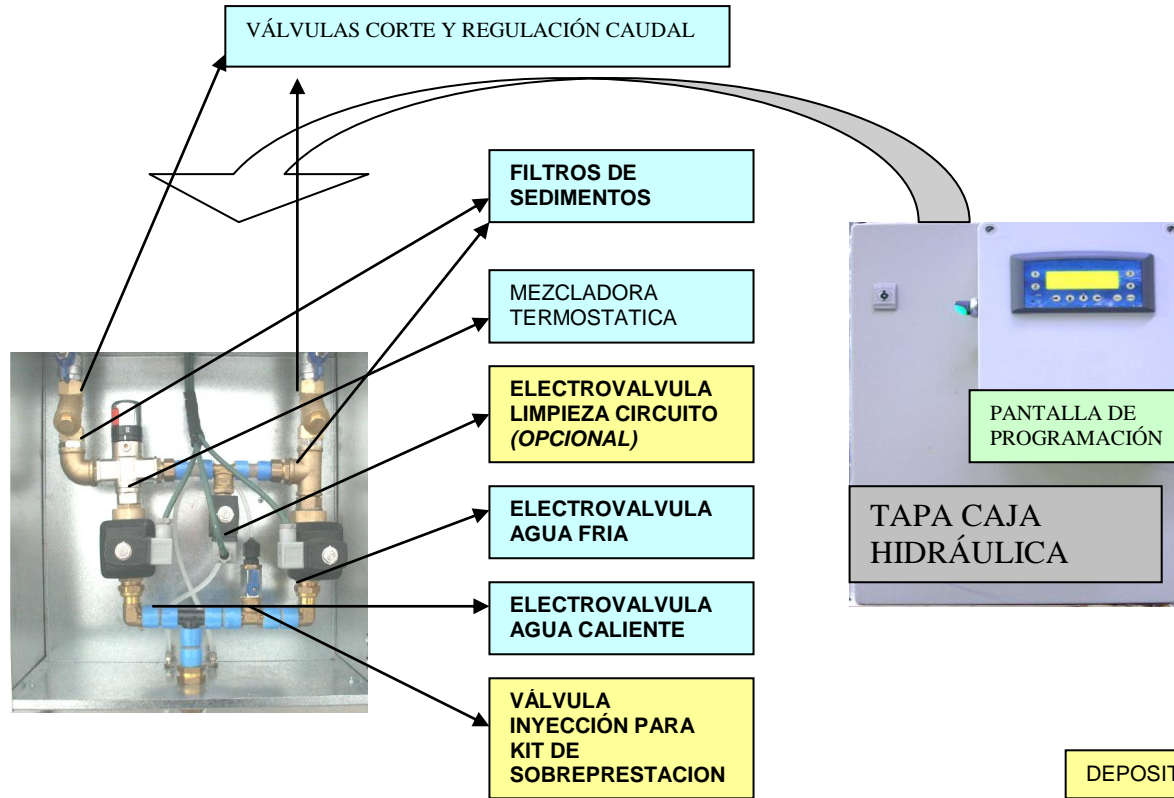 VÁLVULAS CORTE Y REGULACIÓN CAUDAL
FILTROS DE
SEDIMENTOS
MEZCLADORA
TERMOSTATICA
ELECTROVALVULA
LIMPIEZA CIRCUITO
(OPCIONAL)
PANTALLA DE
PROGRAMACIÓN
ELECTROVALVULA
AGUA FRIA
TAPA CAJA
HIDRÁULICA
ELECTROVALVULA
AGUA CALIENTE
VÁLVULA
INYECCIÓN PARA
KIT DE
SOBREPRESTACION
DEPOSIT